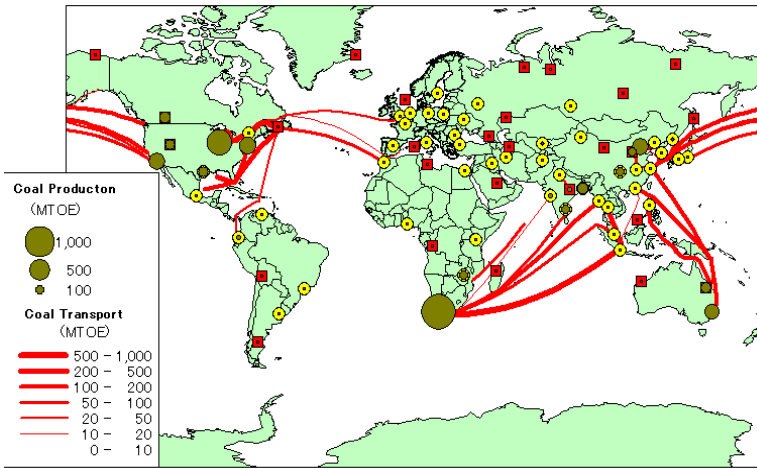 Coal Producton
(MTOE)
1,000
500
100
Coal Transport
(MTOE)
500 - 1,000
200 - 500
100 - 200
50 - 100
20 - 50
10 - 20
0 - 10